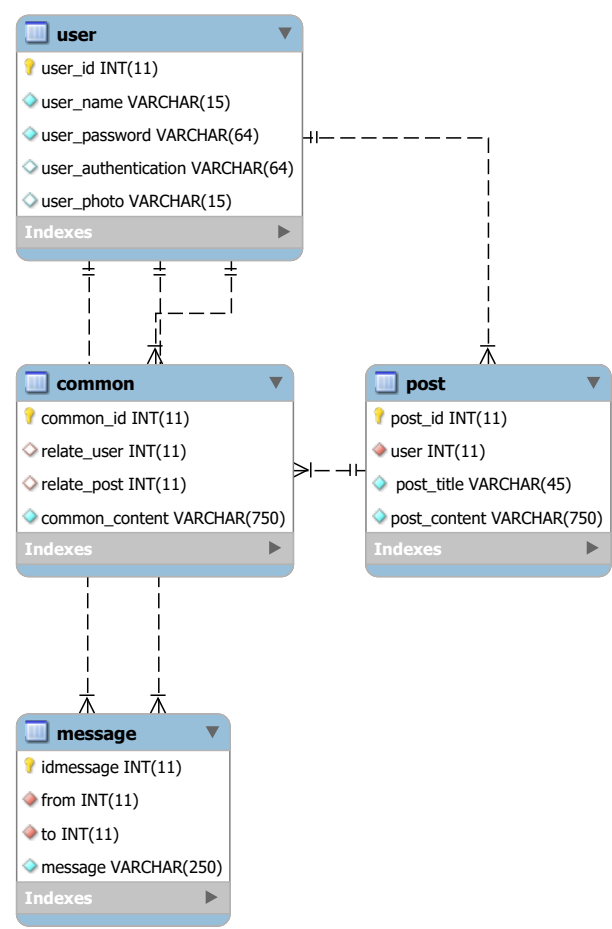 user
user_id INT(11)
user_name VARCHAR(15)
user_password VARCHAR(64)
user_authentication VARCHAR(64)
user_photo VARCHAR(15)
Indexes
common
common_id INT(11)
relate_user INT(11)
relate_post INT(11)
common_content VARCHAR(750)
Indexes
post
post_id INT(11)
user INT(11)
post_title VARCHAR(45)
post_content VARCHAR(750)
Indexes
message
idmessage INT(11)
from INT(11)
to INT(11)
message VARCHAR(250)
Indexes